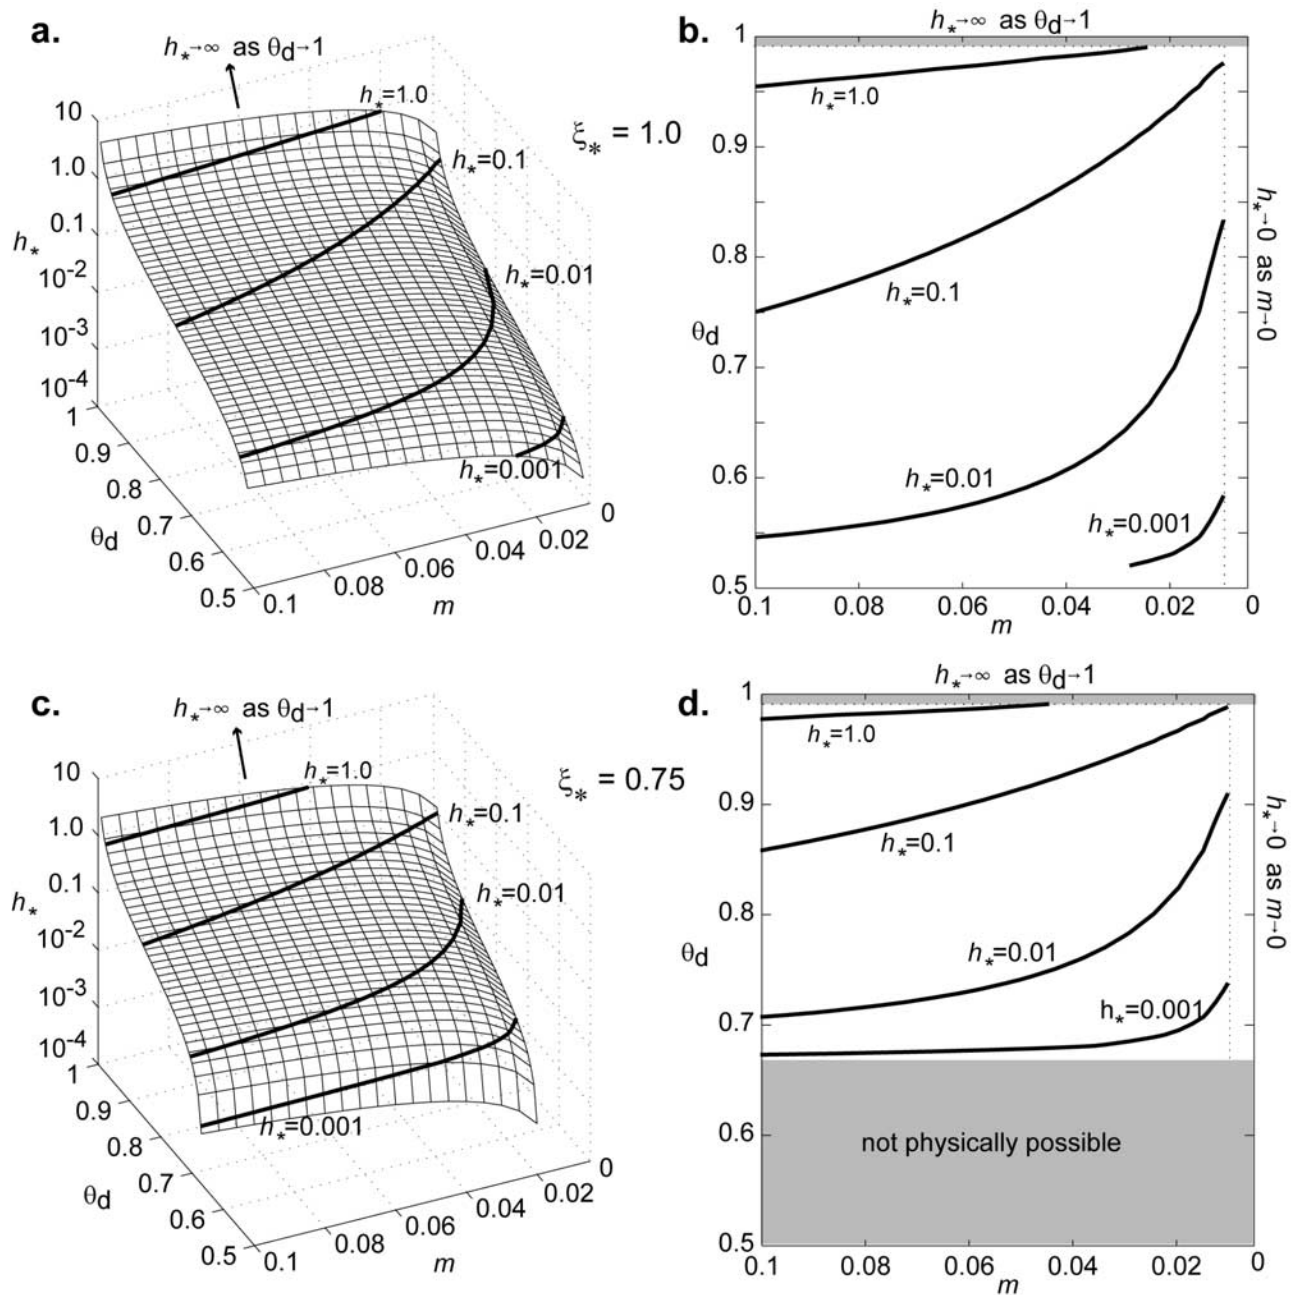 a.
h*→∞ as θd→1
h*=1.0
10
1.0
0.1
10-2
10-3
10-4
h*
h*=0.1
h*=0.01
h*=0.001
1
0.9
0.8
0.7
0.6
0.5
θd
0.1
0.08
0.06
0.04
0.02
0
m
ξ* = 1.0
b.
h*→∞ as θd→1
1
0.9
0.8
0.7
0.6
0.5
θd
h*=1.0
h*=0.1
h*=0.01
h*=0.001
h*→0 as m→0
0.1
0.08
0.06
0.04
0.02
0
m
c.
h*→∞ as θd→1
h*=1.0
10
1.0
0.1
10-2
10-3
10-4
h*
h*=0.1
h*=0.01
h*=0.001
1
0.9
0.8
0.7
0.6
0.5
θd
0.1
0.08
0.06
0.04
0.02
0
m
ξ* = 0.75
d.
h*→∞ as θd→1
1
0.9
0.8
0.7
0.6
0.5
θd
h*=1.0
h*=0.1
h*=0.01
h*=0.001
not physically possible
h*→0 as m→0
0.1
0.08
0.06
0.04
0.02
0
m